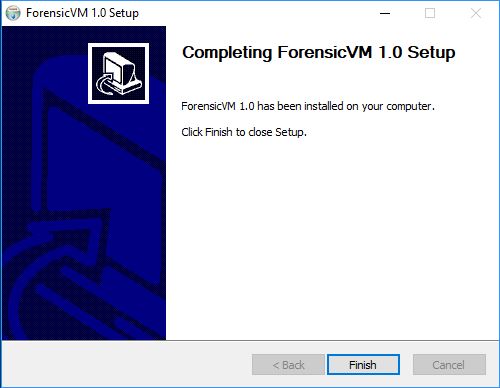 ForensicVM 1.0 Setup
Completing ForensicVM 1.0 Setup
ForensicVM 1.0 has been installed on your computer.
Click Finish to close Setup.
< Back
Finish
Cancel